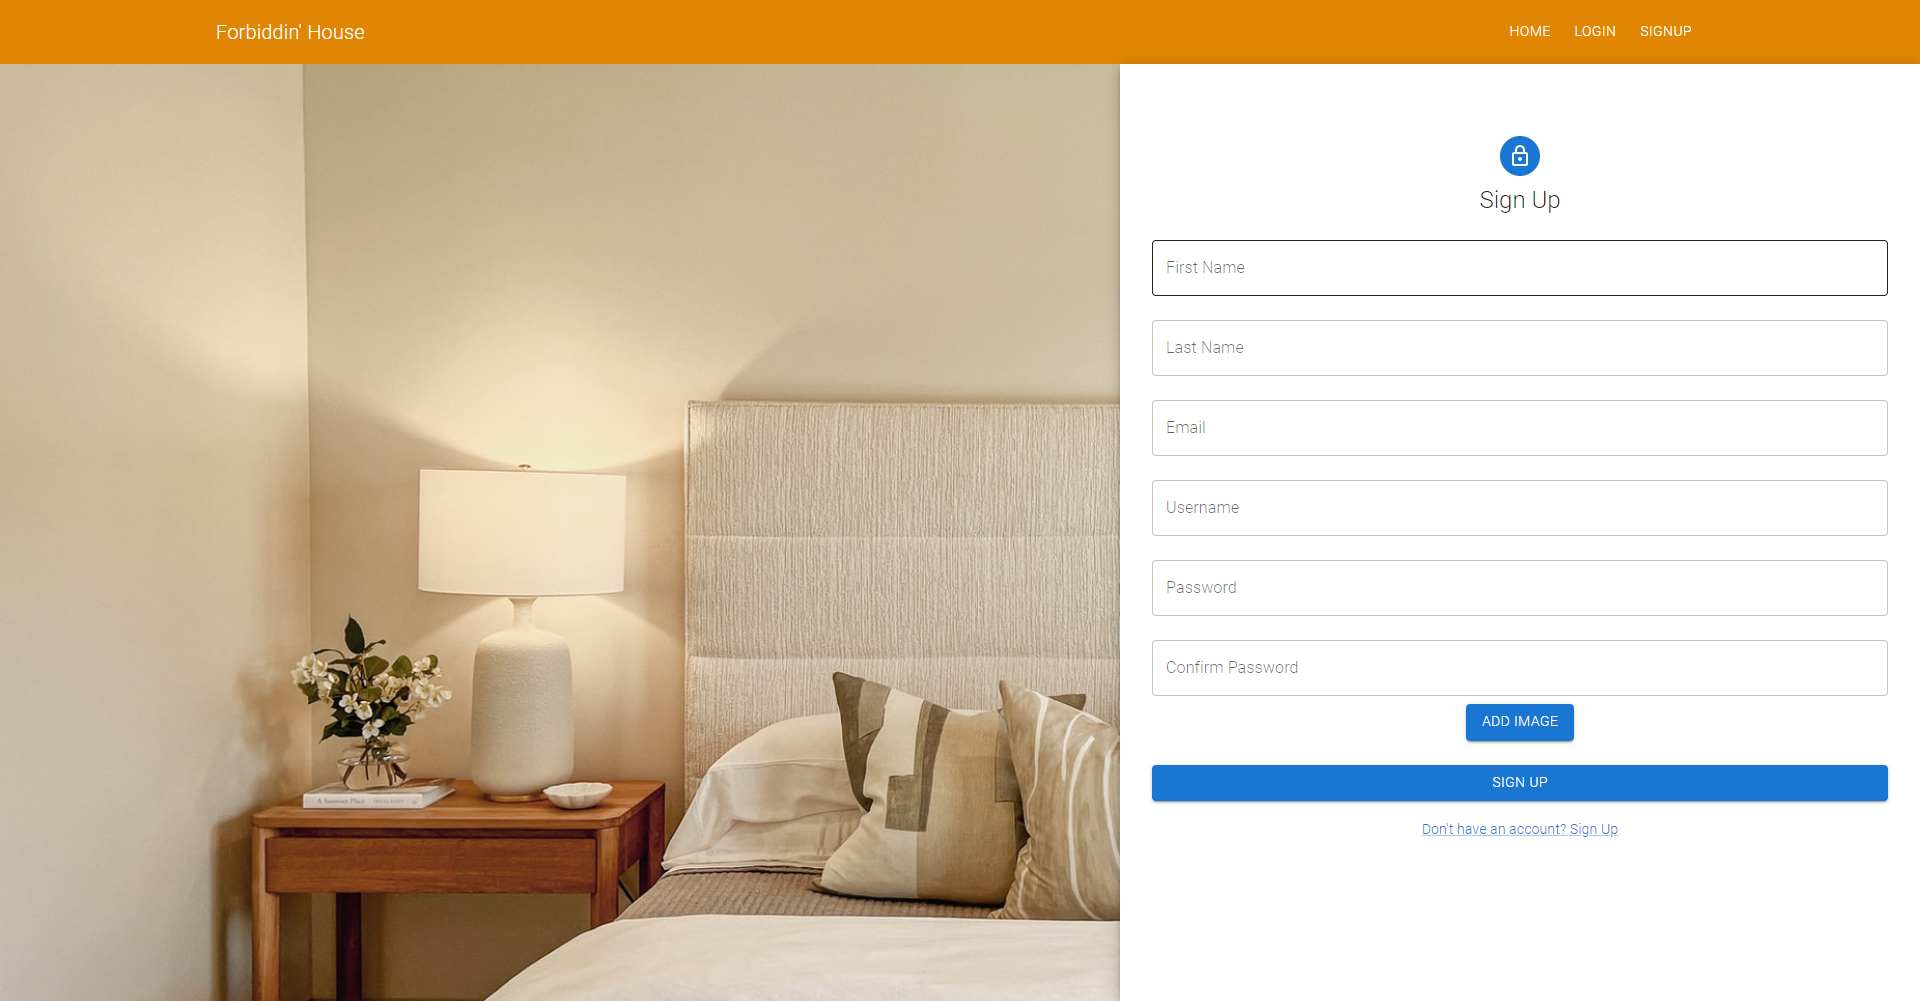 Forbiddin' House
HOME LOGIN SIGNUP
Sign Up
First Name
Last Name
Email
Username
Password
Confirm Password
ADD IMAGE
SIGN UP
Don't have an account? Sign Up
A Summer Place